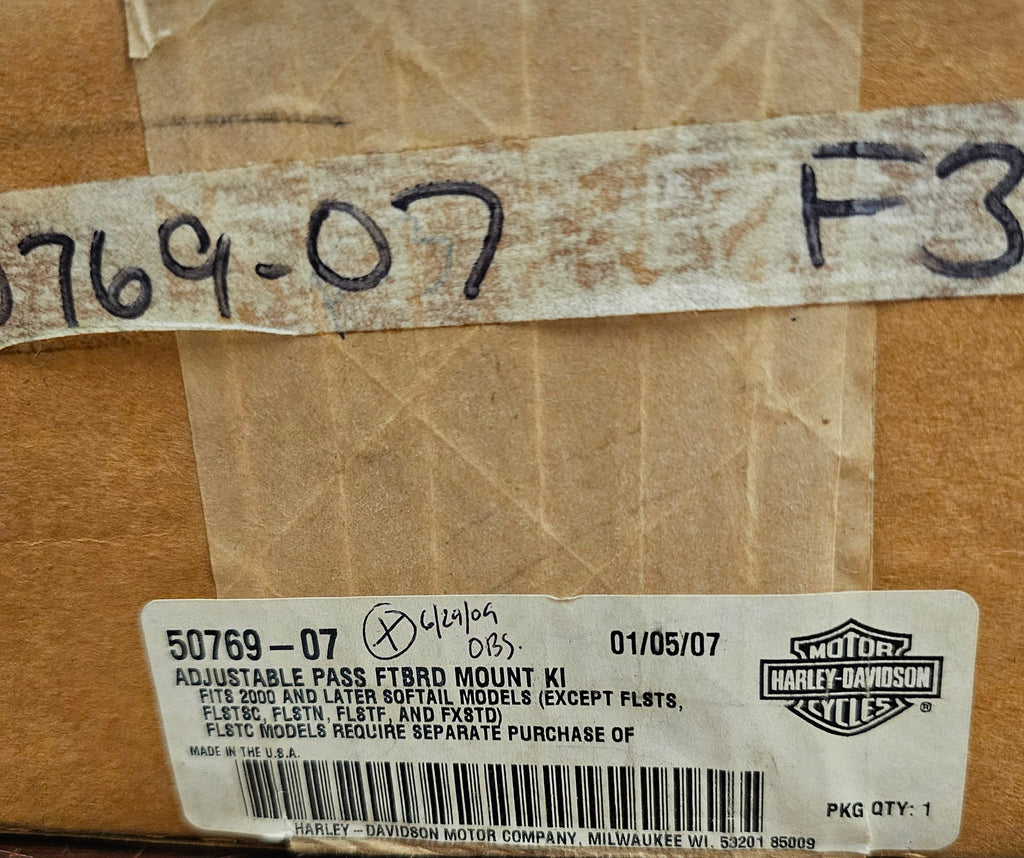 0769-07 F3
50769-07 X 6/29/09 OBS. 01/05/07
ADJUSTABLE PASS FTBRD MOUNT KI
FITS 2000 AND LATER SOFTAIL MODELS (EXCEPT FLSTS,
FLSTSC, FLSTN, FLSTF, AND FXSTD)
FLSTC MODELS REQUIRE SEPARATE PURCHASE OF
MADE IN THE U.S.A.
MOTOR
HARLEY-DAVIDSON
CYCLES ®
PKG QTY: 1
HARLEY-DAVIDSON MOTOR COMPANY, MILWAUKEE WI. 53201 85009